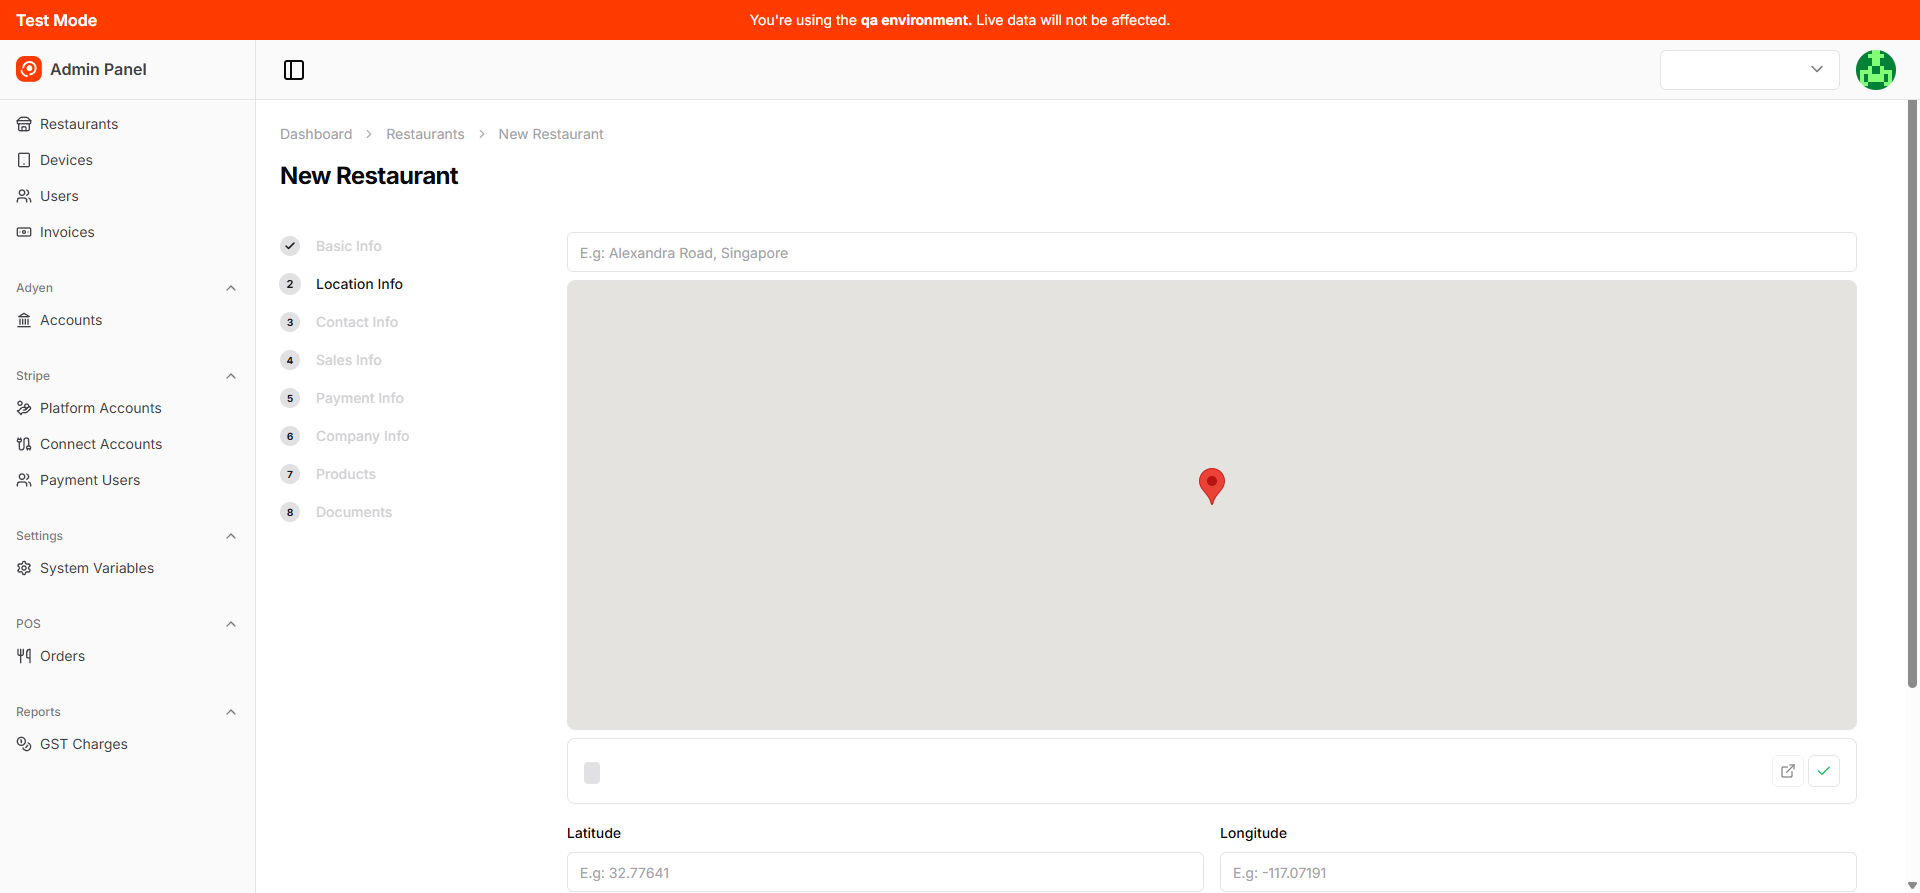 Test Mode
You're using the qa environment. Live data will not be affected.
Admin Panel
Restaurants
Devices
Users
Invoices
Adyen
Accounts
Stripe
Platform Accounts
Connect Accounts
Payment Users
Settings
System Variables
POS
Orders
Reports
GST Charges
Dashboard > Restaurants > New Restaurant
New Restaurant
Basic Info
2 Location Info
3 Contact Info
4 Sales Info
5 Payment Info
6 Company Info
7 Products
8 Documents
E.g: Alexandra Road, Singapore
Latitude
E.g: 32.77641
Longitude
E.g: -117.07191